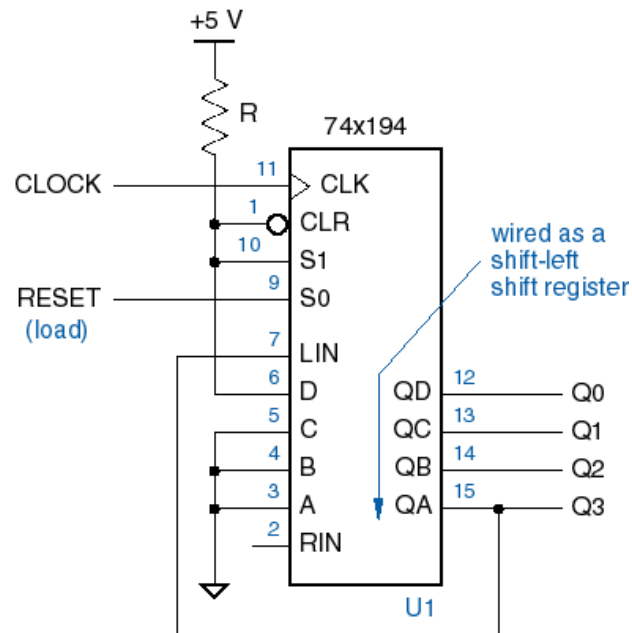 +5 V
R
74x194
CLOCK
11
CLK
1
CLR
10
S1
RESET
9
S0
(load)
7
LIN
6
D
QD
12
Q0
5
C
QC
13
Q1
4
B
QB
14
Q2
3
A
QA
15
Q3
2
RIN
U1
wired as a
shift-left
shift register